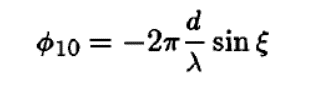 ϕ₁₀ = −2π d/λ sin ξ